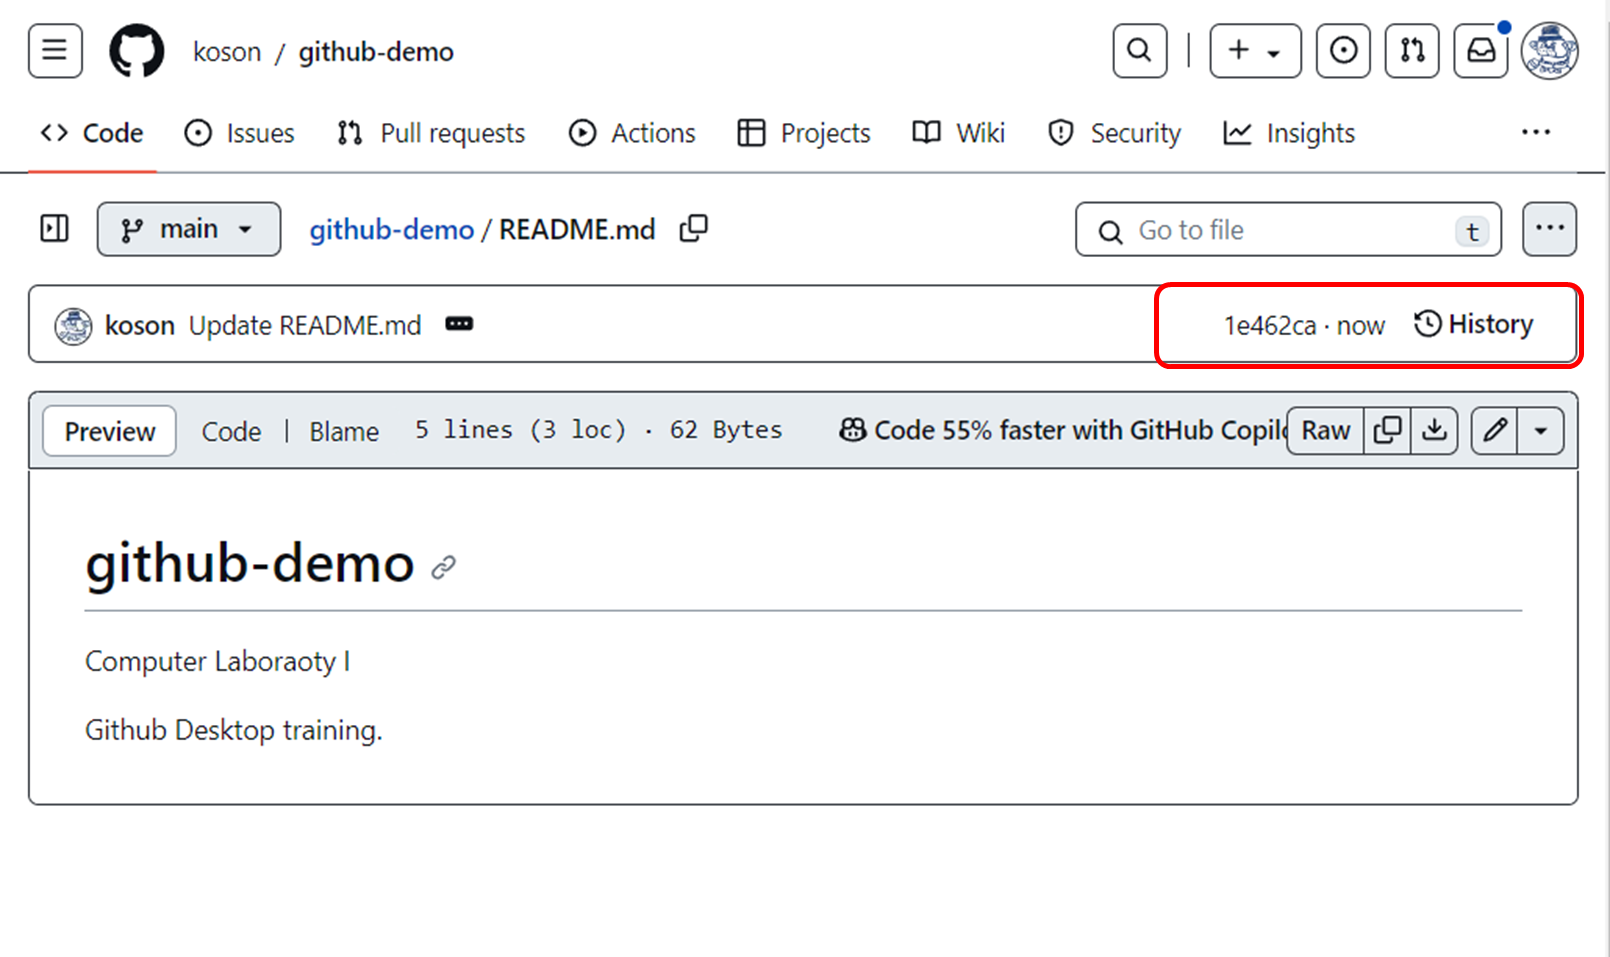 koson / github-demo
Code Issues Pull requests Actions Projects Wiki Security Insights
main github-demo / README.md Go to file t
koson Update README.md 1e462ca · now History
Preview Code | Blame 5 lines (3 loc) · 62 Bytes Code 55% faster with GitHub Copilo Raw
github-demo
Computer Laboraoty I
Github Desktop training.